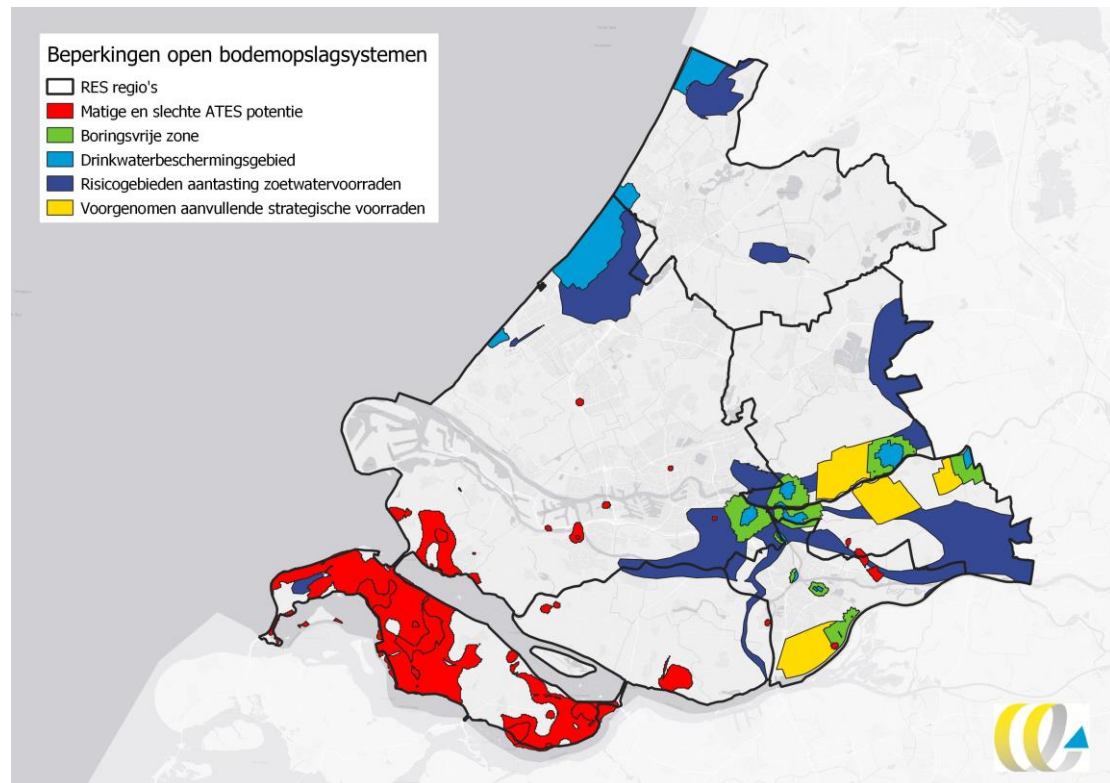 Beperkingen open bodemopslagsystemen
RES regio's
Matige en slechte ATES potentie
Boringsvrije zone
Drinkwaterbeschermingsgebied
Risicogebieden aantasting zoetwatervoorraden
Voorgenomen aanvullende strategische voorraden